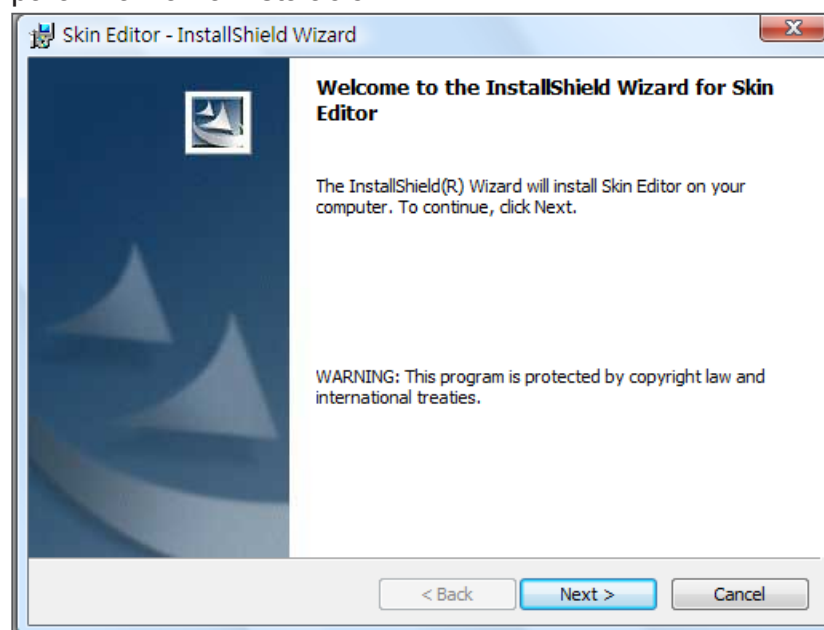 Skin Editor - InstallShield Wizard
Welcome to the InstallShield Wizard for Skin
Editor
The InstallShield(R) Wizard will install Skin Editor on your
computer. To continue, click Next.
WARNING: This program is protected by copyright law and
international treaties.
< Back
Next >
Cancel